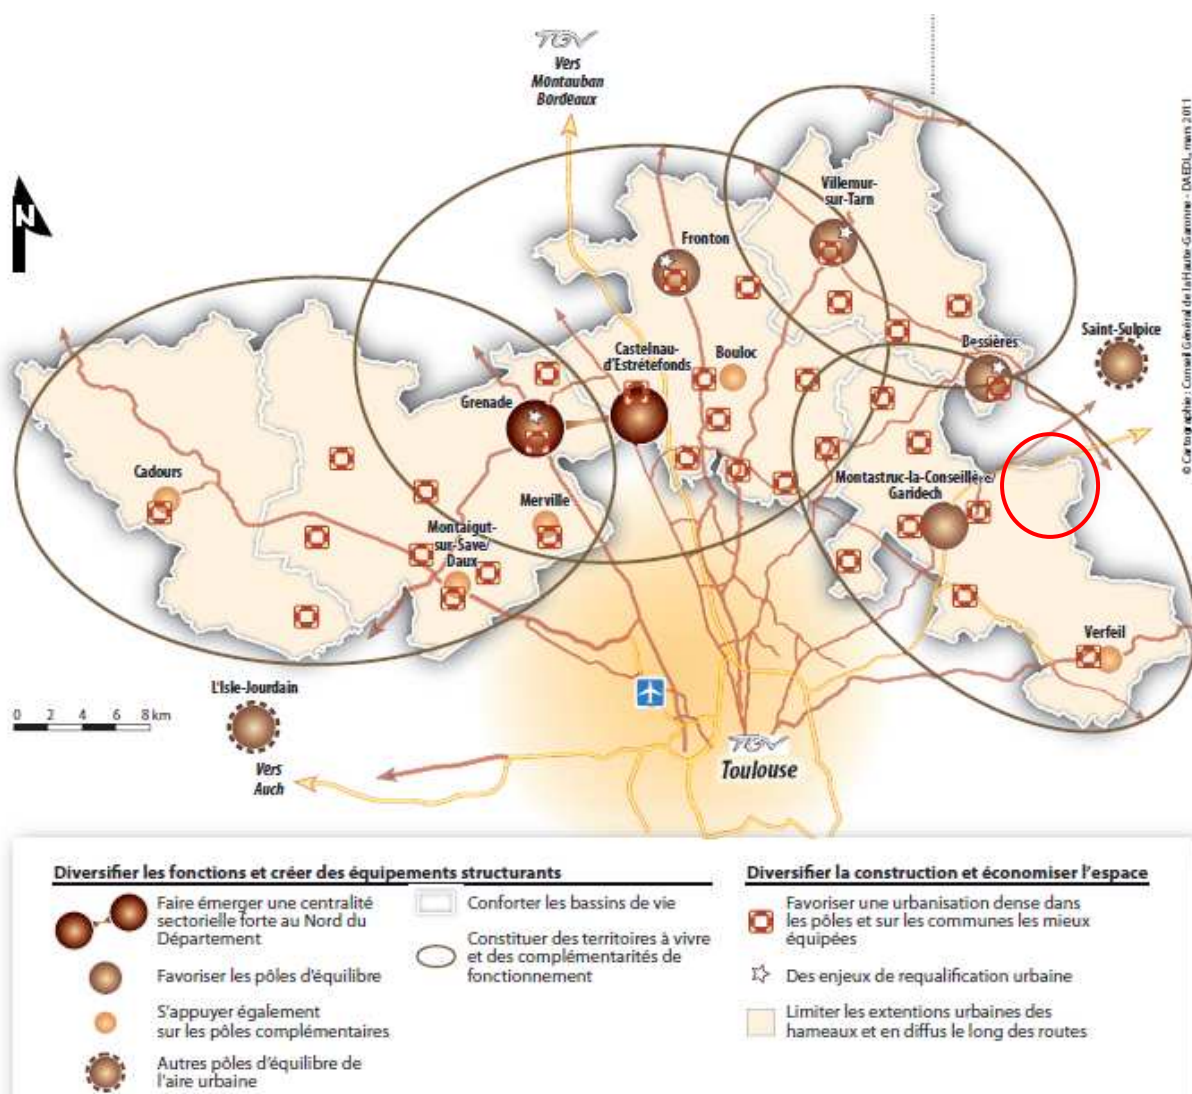 TGV
Vers
Montauban
Bordeaux
© Cartographie : Conseil Général de la Haute-Garonne - DAEDL, mars 2011
N
Villemur-
sur-Tarn
Fronton
Saint-Sulpice
Bessières
Castelnau-
d'Estrétefonds
Bouloc
Grenade
Cadours
Merville
Montastruc-la-Conseillère/
Garidech
Montaigut-
sur-Save/
Daux
Verfeil
L'Isle-Jourdain
0 2 4 6 8 km
Vers
Auch
TGV
Toulouse
Diversifier les fonctions et créer des équipements structurants
Faire émerger une centralité
sectorielle forte au Nord du
Département
Favoriser les pôles d'équilibre
S'appuyer également
sur les pôles complémentaires
Autres pôles d'équilibre de
l'aire urbaine
Conforter les bassins de vie
Constituer des territoires à vivre
et des complémentarités de
fonctionnement
Diversifier la construction et économiser l'espace
Favoriser une urbanisation dense dans
les pôles et sur les communes les mieux
équipées
Des enjeux de requalification urbaine
Limiter les extentions urbaines des
hameaux et en diffus le long des routes